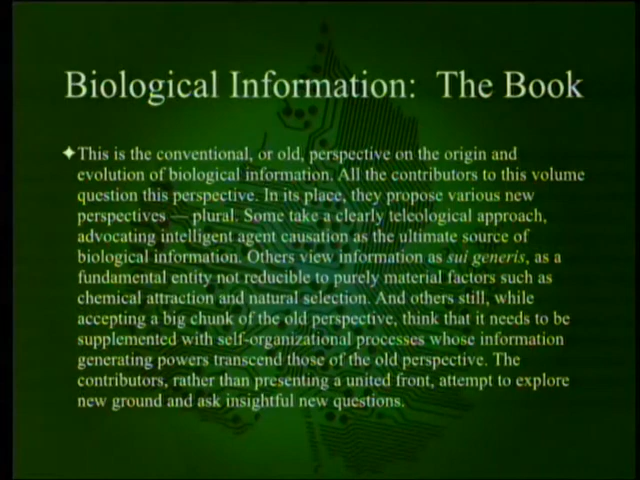 Biological Information: The Book
This is the conventional, or old, perspective on the origin and
evolution of biological information. All the contributors to this volume
question this perspective. In its place, they propose various new
perspectives — plural. Some take a clearly teleological approach,
advocating intelligent agent causation as the ultimate source of
biological information. Others view information as sui generis, as a
fundamental entity not reducible to purely material factors such as
chemical attraction and natural selection. And others still, while
accepting a big chunk of the old perspective, think that it needs to be
supplemented with self-organizational processes whose information
generating powers transcend those of the old perspective. The
contributors, rather than presenting a united front, attempt to explore
new ground and ask insightful new questions.